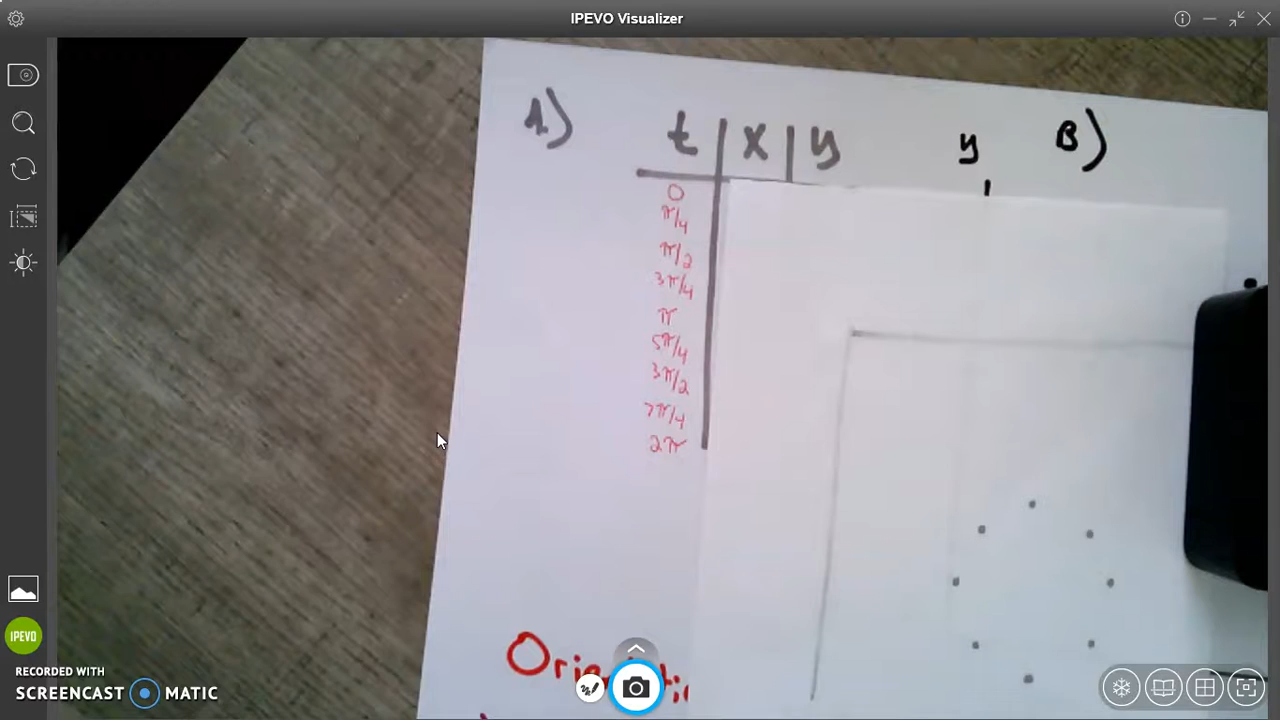 IPEVO Visualizer
A) t x y y B)
0
π/4
π/2
3π/4
π
5π/4
3π/2
7π/4
2π
IPEVO
RECORDED WITH
SCREENCAST MATIC